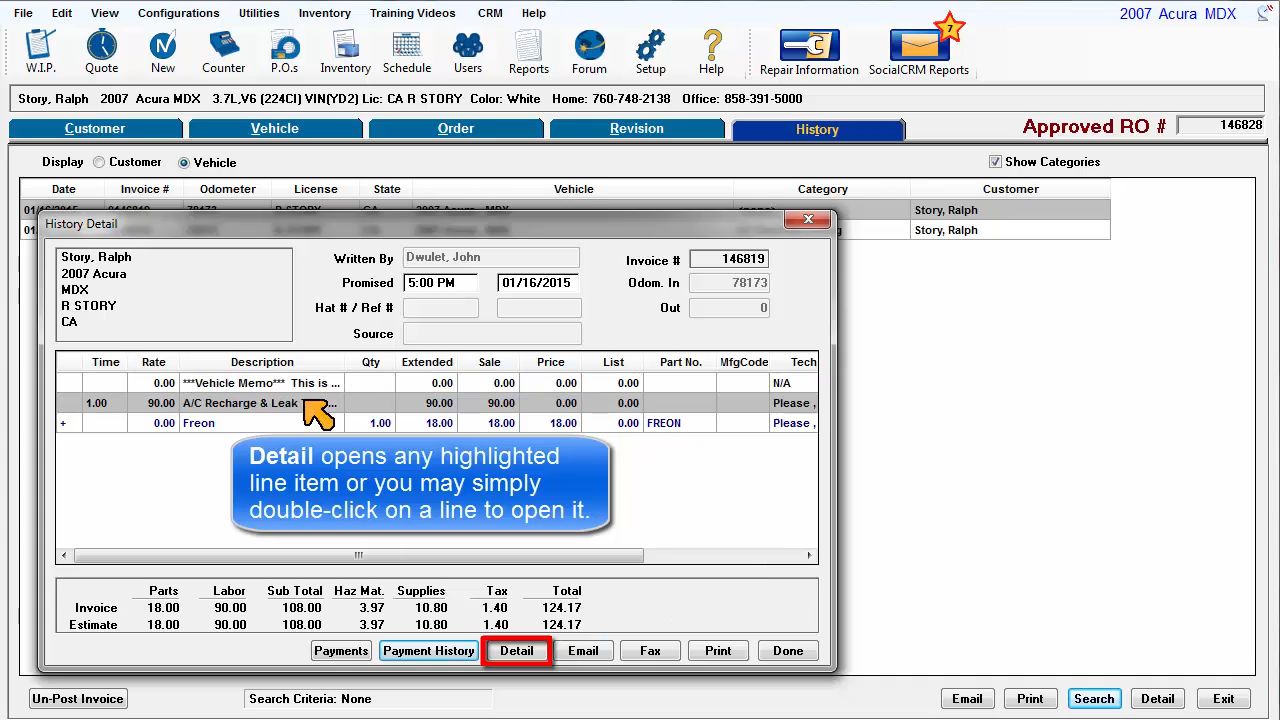 File Edit View Configurations Utilities Inventory Training Videos CRM Help 2007 Acura MDX
7
W.I.P. Quote New Counter P.O.s Inventory Schedule Users Reports Forum Setup Help Repair Information SocialCRM Reports
Story, Ralph 2007 Acura MDX 3.7L,V6 (224CI) VIN(YD2) Lic: CA R STORY Color: White Home: 760-748-2138 Office: 858-391-5000
Customer Vehicle Order Revision History Approved RO # 146828
Display Customer Vehicle Show Categories
Date Invoice # Odometer License State Vehicle Category Customer
Story, Ralph
Story, Ralph
History Detail
Story, Ralph
2007 Acura
MDX
R STORY
CA
Written By Dwulet, John Invoice # 146819
Promised 5:00 PM 01/16/2015 Odom. In 78173
Hat # / Ref # Out 0
Source
Time Rate Description Qty Extended Sale Price List Part No. MfgCode Tech
0.00 ***Vehicle Memo*** This is ... 0.00 0.00 0.00 0.00 N/A
1.00 90.00 A/C Recharge & Leak ... 90.00 90.00 0.00 0.00 Please ,
+ 0.00 Freon 1.00 18.00 18.00 18.00 0.00 FREON Please ,
Detail opens any highlighted
line item or you may simply
double-click on a line to open it.
Parts Labor Sub Total Haz Mat. Supplies Tax Total
Invoice 18.00 90.00 108.00 3.97 10.80 1.40 124.17
Estimate 18.00 90.00 108.00 3.97 10.80 1.40 124.17
Payments Payment History Detail Email Fax Print Done
Un-Post Invoice Search Criteria: None Email Print Search Detail Exit